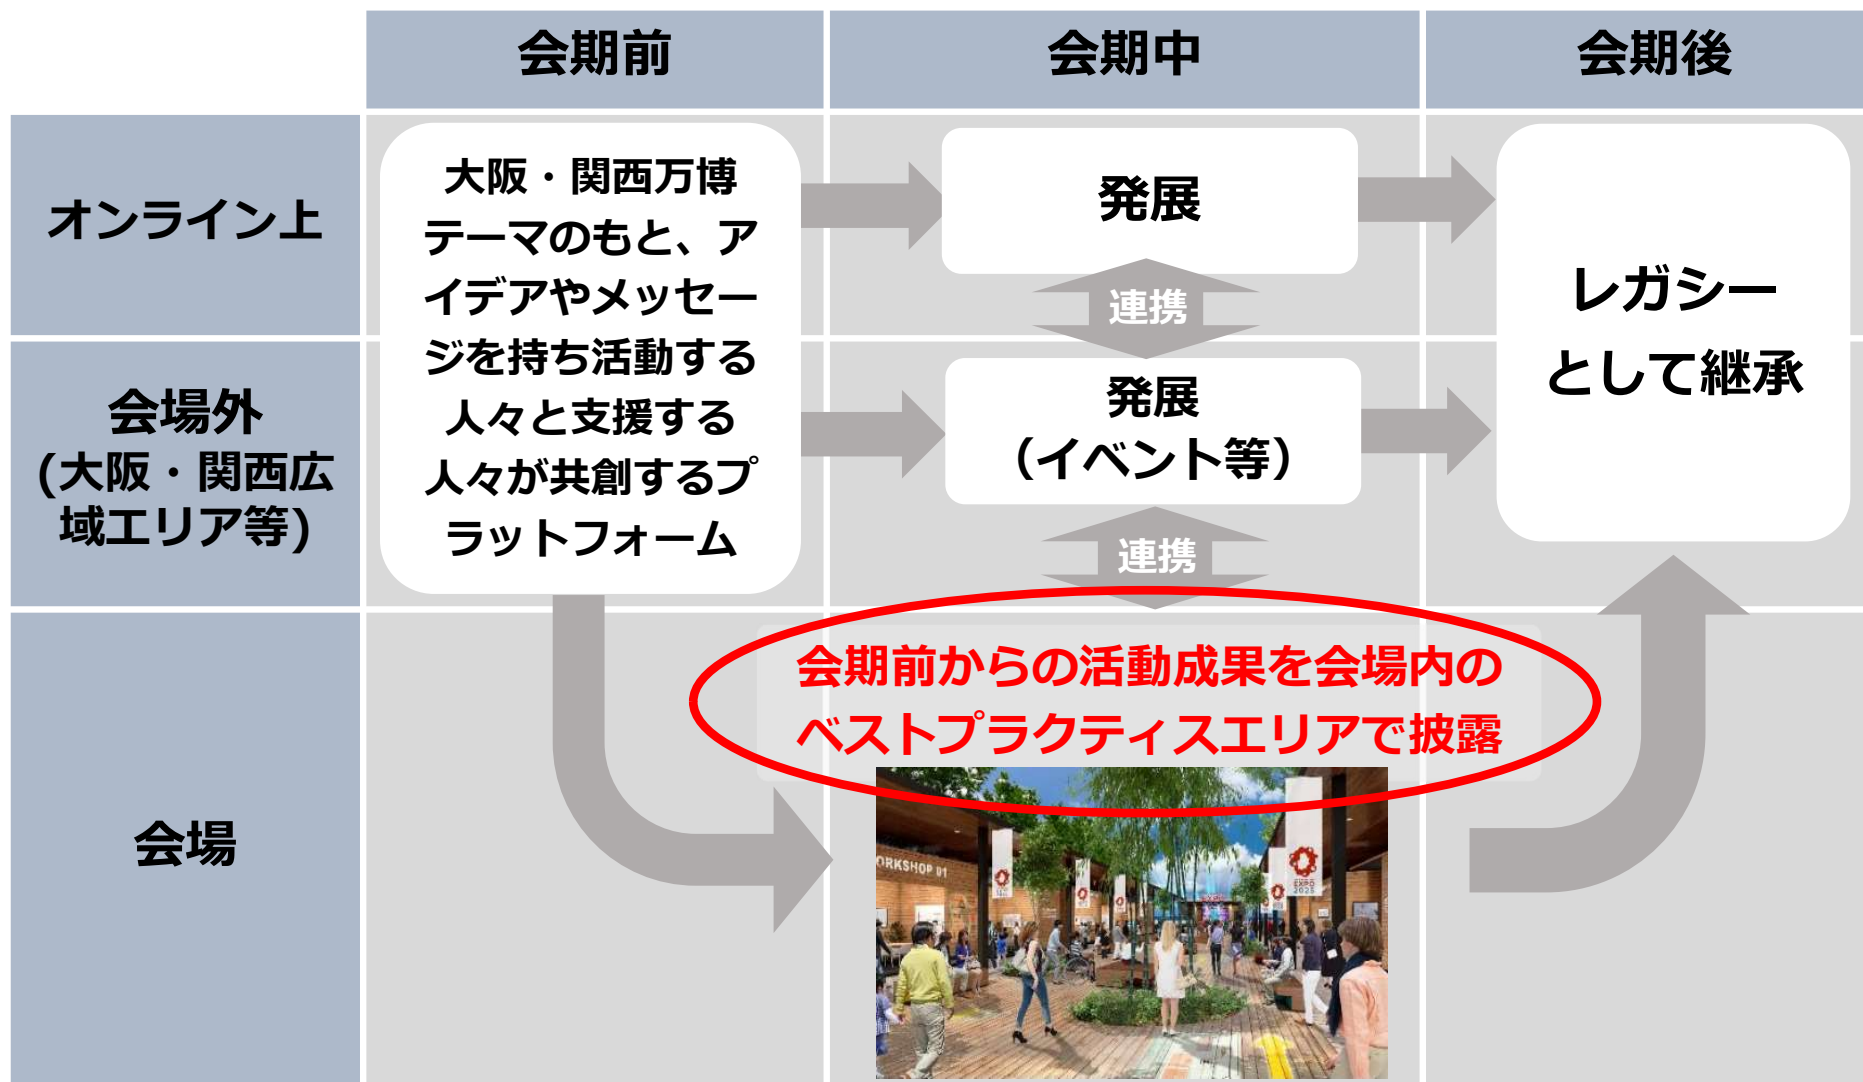 会期前
会期中
会期後
オンライン上
大阪・関西万博
テーマのもと、ア
イデアやメッセー
ジを持ち活動する
人々と支援する
人々が共創するプ
ラットフォーム
発展
連携
レガシー
として継承
会場外
(大阪・関西広
域エリア等)
発展
（イベント等）
連携
会場
会期前からの活動成果を会場内の
ベストプラクティスエリアで披露
ORKSHOP 01
EXPO
EXPO
2025